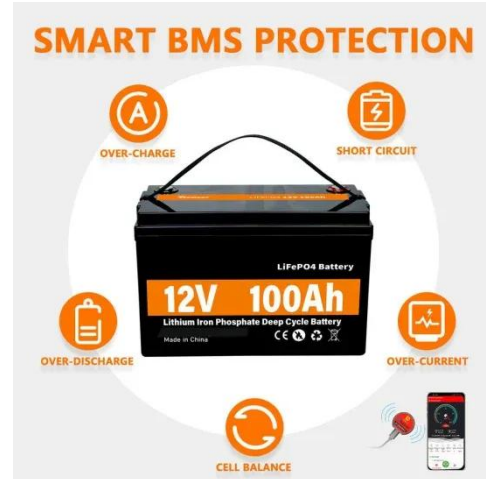 SMART BMS PROTECTION
OVER-CHARGE
SHORT CIRCUIT
LiFePO4 Battery
12V 100Ah
Lithium Iron Phosphate Deep Cycle Battery
Made in China
OVER-DISCHARGE
OVER-CURRENT
CELL BALANCE